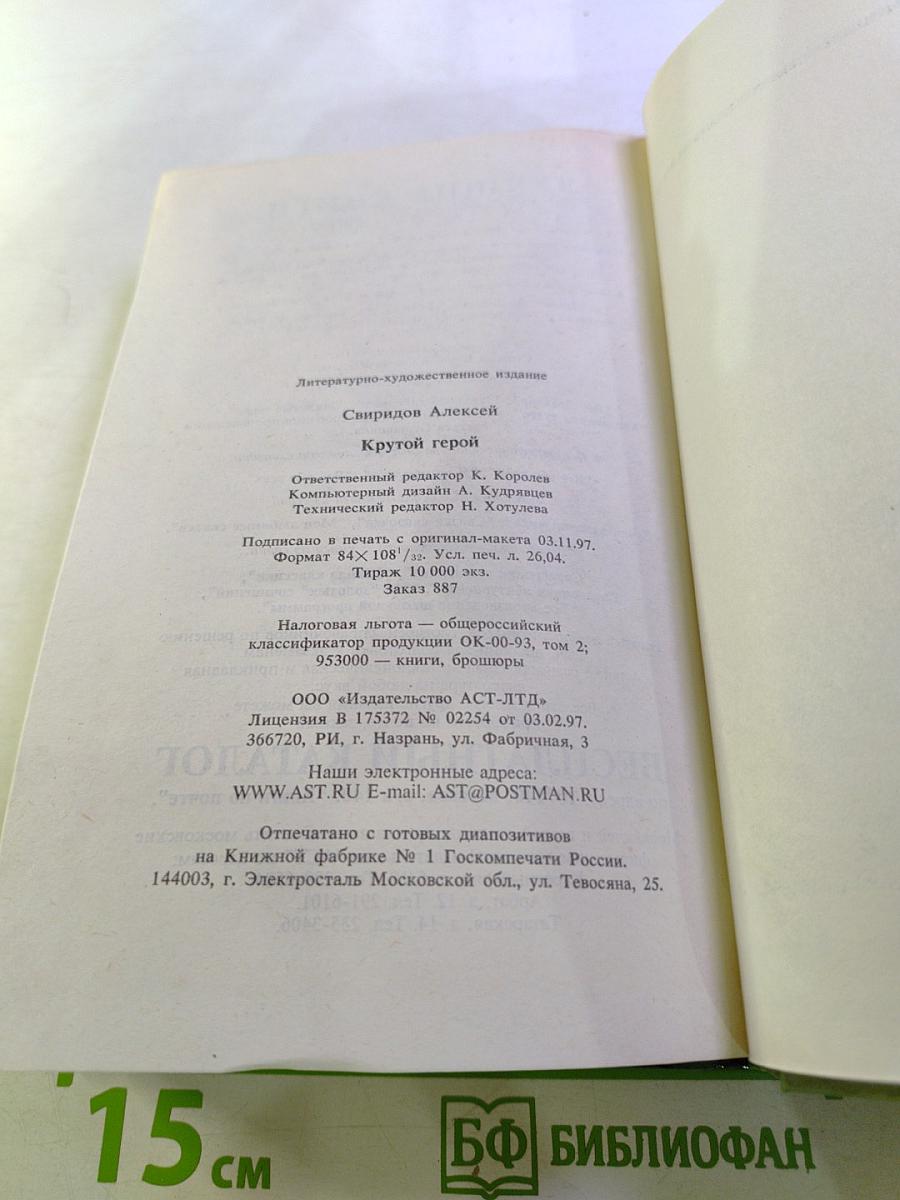 Литературно-художественное издание
Свиридов Алексей
Крутой герой
Ответственный редактор К. Королев
Компьютерный дизайн А. Кудрявцев
Технический редактор Н. Хотулева
Подписано в печать с оригинал-макета 03.11.97.
Формат 84×108¹/₃₂. Усл. печ. л. 26,04.
Тираж 10 000 экз.
Заказ 887
Налоговая льгота — общероссийский
классификатор продукции ОК-00-93, том 2;
953000 — книги, брошюры
ООО «Издательство АСТ-ЛТД»
Лицензия В 175372 № 02254 от 03.02.97.
366720, РИ, г. Назрань, ул. Фабричная, 3
Наши электронные адреса:
WWW.AST.RU E-mail: AST@POSTMAN.RU
Отпечатано с готовых диапозитивов
на Книжной фабрике № 1 Госкомпечати России.
144003, г. Электросталь Московской обл., ул. Тевосяна, 25.
15 см
БФ БИБЛИОФАН